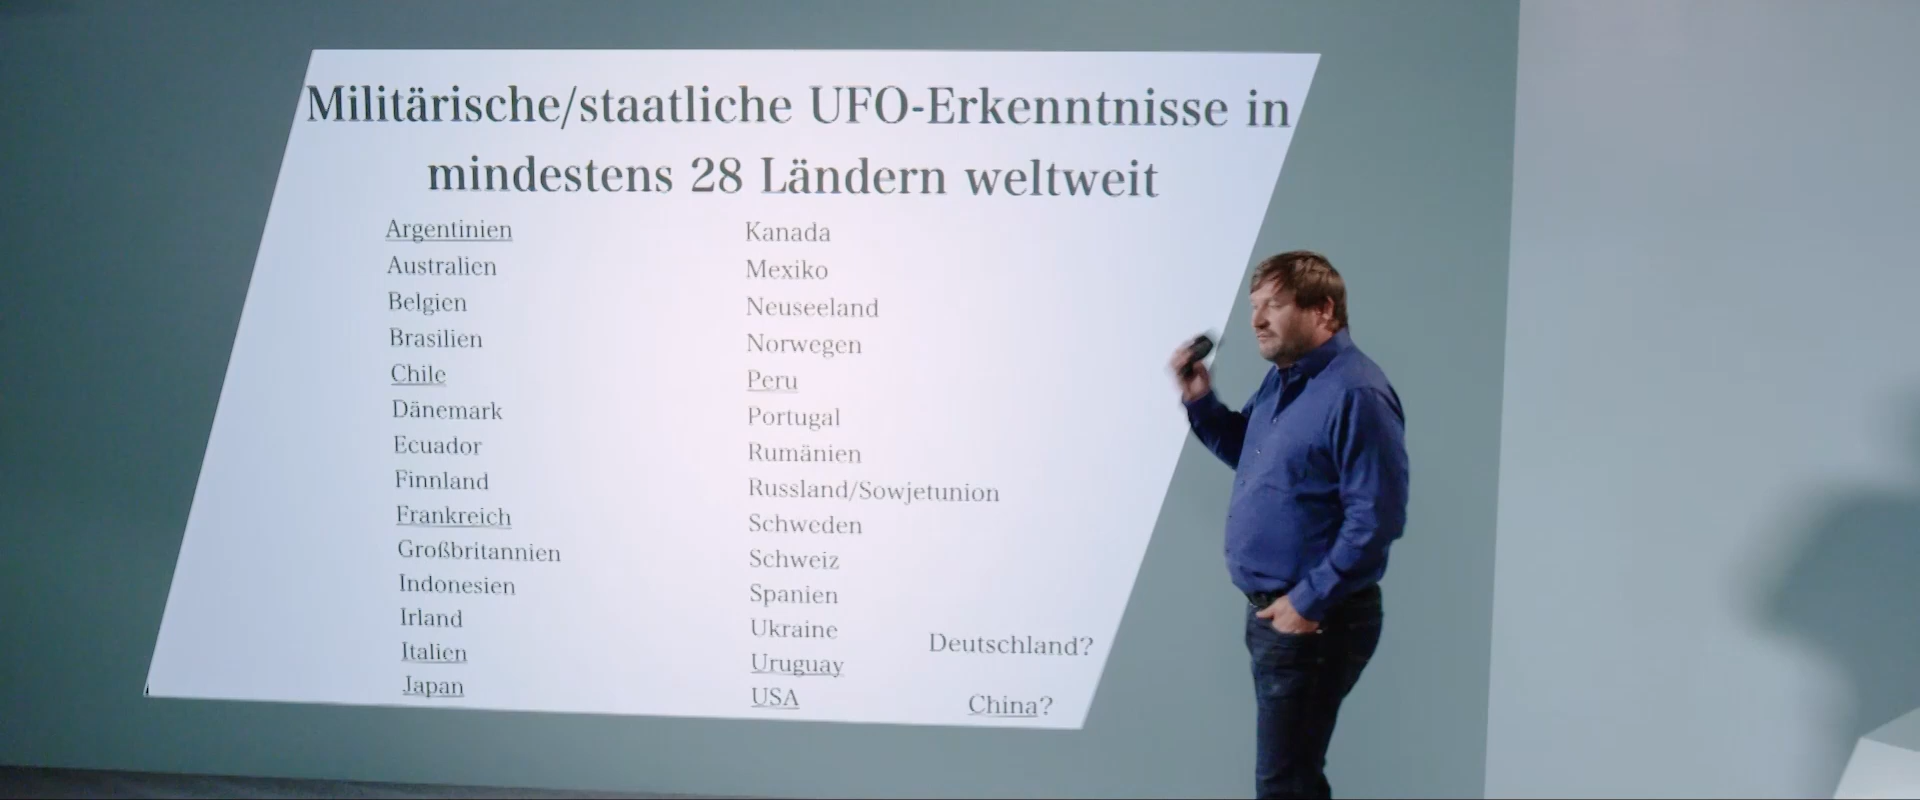 Militärische/staatliche UFO-Erkenntnisse in
mindestens 28 Ländern weltweit
Argentinien
Australien
Belgien
Brasilien
Chile
Dänemark
Ecuador
Finnland
Frankreich
Großbritannien
Indonesien
Irland
Italien
Japan
Kanada
Mexiko
Neuseeland
Norwegen
Peru
Portugal
Rumänien
Russland/Sowjetunion
Schweden
Schweiz
Spanien
Ukraine
Uruguay
USA
Deutschland?
China?